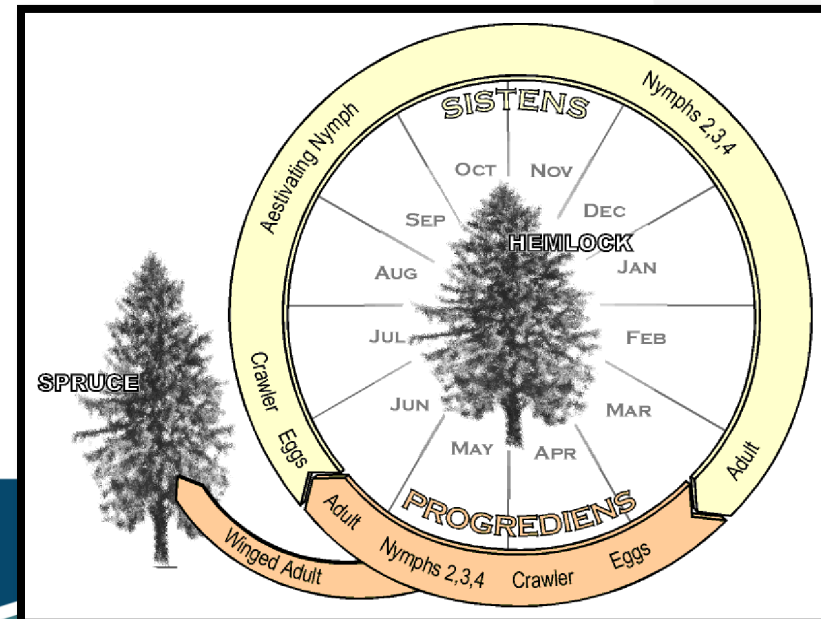 SISTENS
Nymphs 2,3,4
Aestivating Nymph
OCT
NOV
SEP
DEC
HEMLOCK
AUG
JAN
JUL
FEB
SPRUCE
Crawler
JUN
MAR
Eggs
MAY
APR
Adult
PROGREDIENS
Adult
Nymphs 2,3,4
Crawler
Eggs
Winged Adult